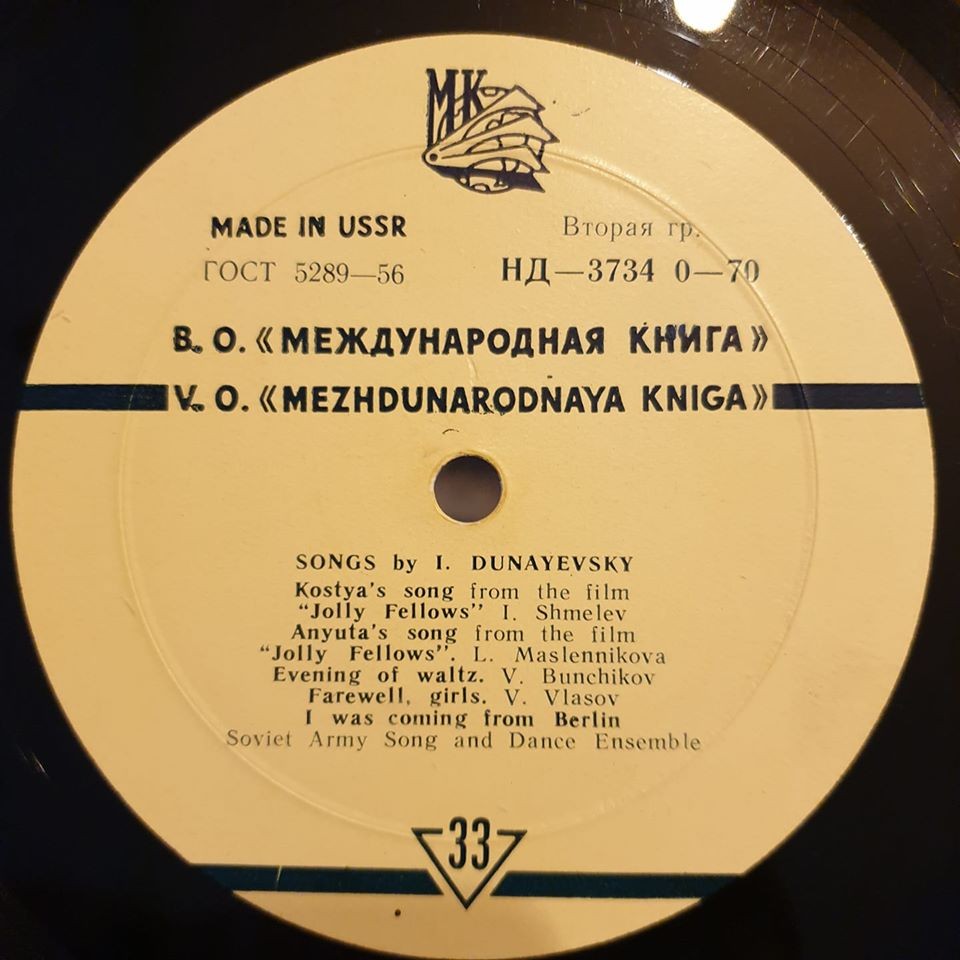 МК
MADE IN USSR
Вторая гр.
ГОСТ 5289—56
НД—3734 0—70
В. О. «МЕЖДУНАРОДНАЯ КНИГА»
V. O. «MEZHDUNARODNAYA KNIGA»
SONGS by I. DUNAYEVSKY
Kostya's song from the film
"Jolly Fellows" I. Shmelev
Anyuta's song from the film
"Jolly Fellows". L. Maslennikova
Evening of waltz. V. Bunchikov
Farewell, girls. V. Vlasov
I was coming from Berlin
Soviet Army Song and Dance Ensemble
33